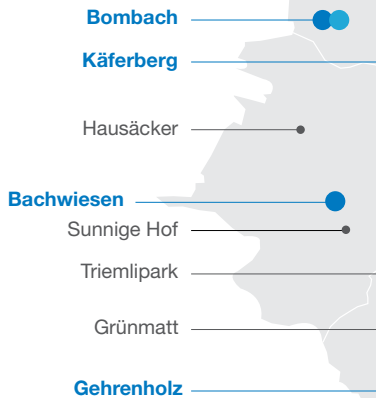 Bombach
Käferberg
Hausäcker
Bachwiesen
Sunnige Hof
Triemlipark
Grünmatt
Gehrenholz